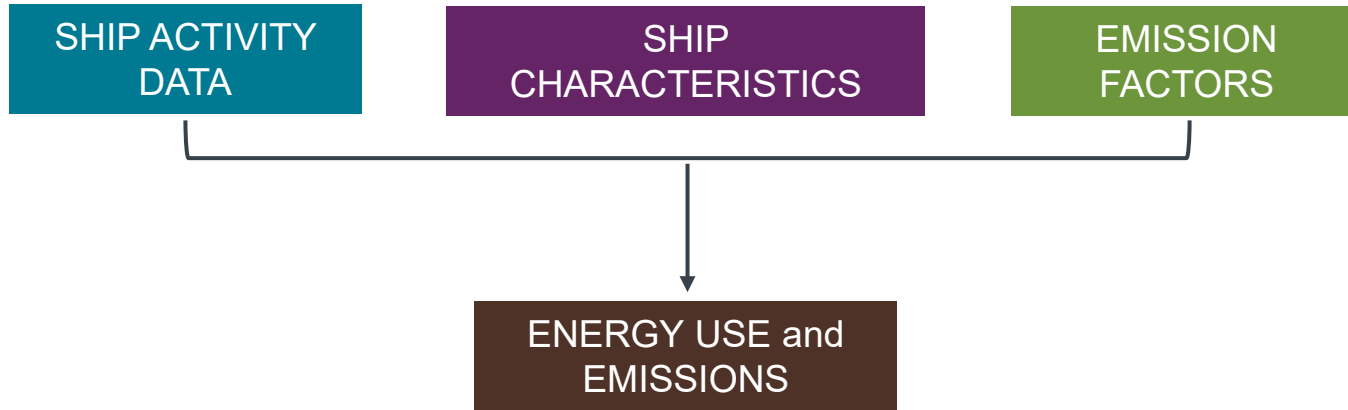 SHIP ACTIVITY
DATA
SHIP
CHARACTERISTICS
EMISSION
FACTORS
ENERGY USE and
EMISSIONS